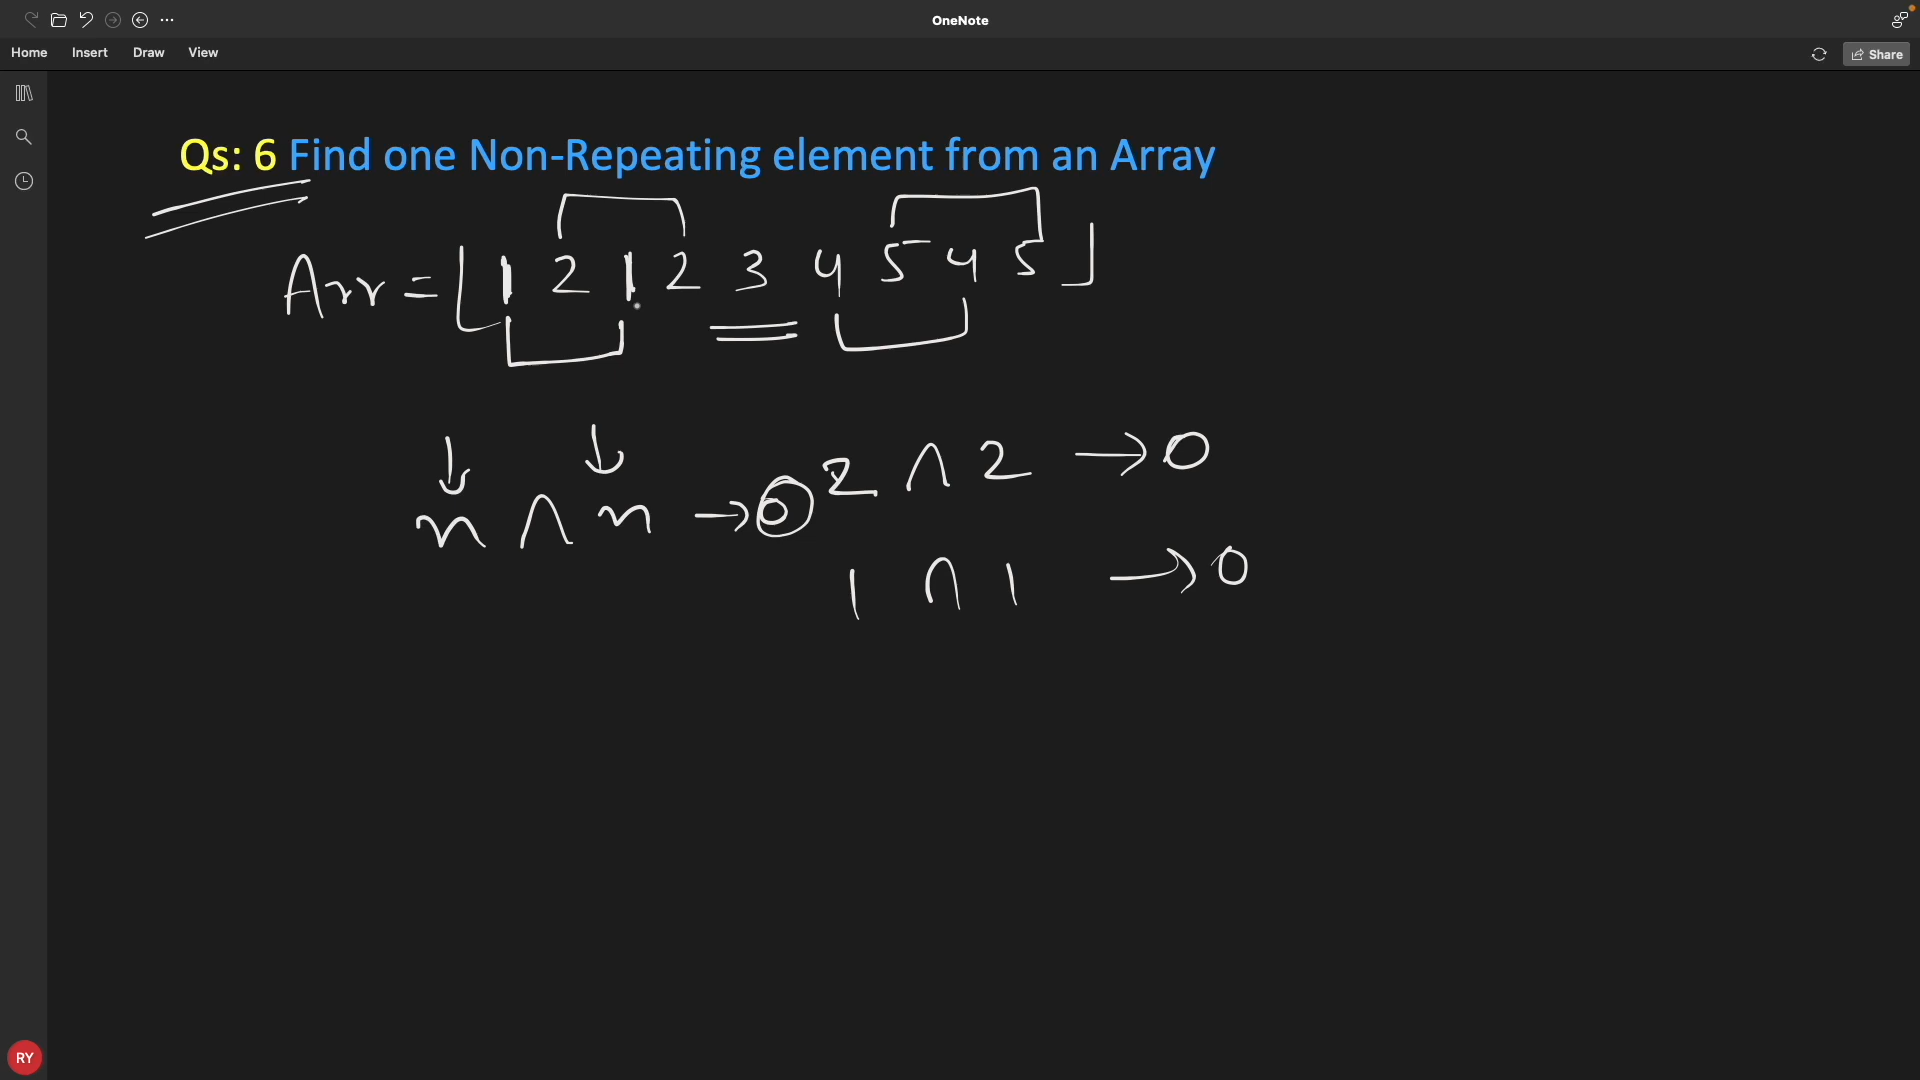 OneNote
Home Insert Draw View
Share
Qs: 6 Find one Non-Repeating element from an Array
Arr = [ 1 2 1 2 3 4 5 4 5 ]
n ^ n → 0
2 ^ 2 → 0
1 ^ 1 → 0
RY